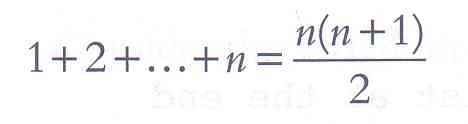 1+2+...+n = n(n+1)/2